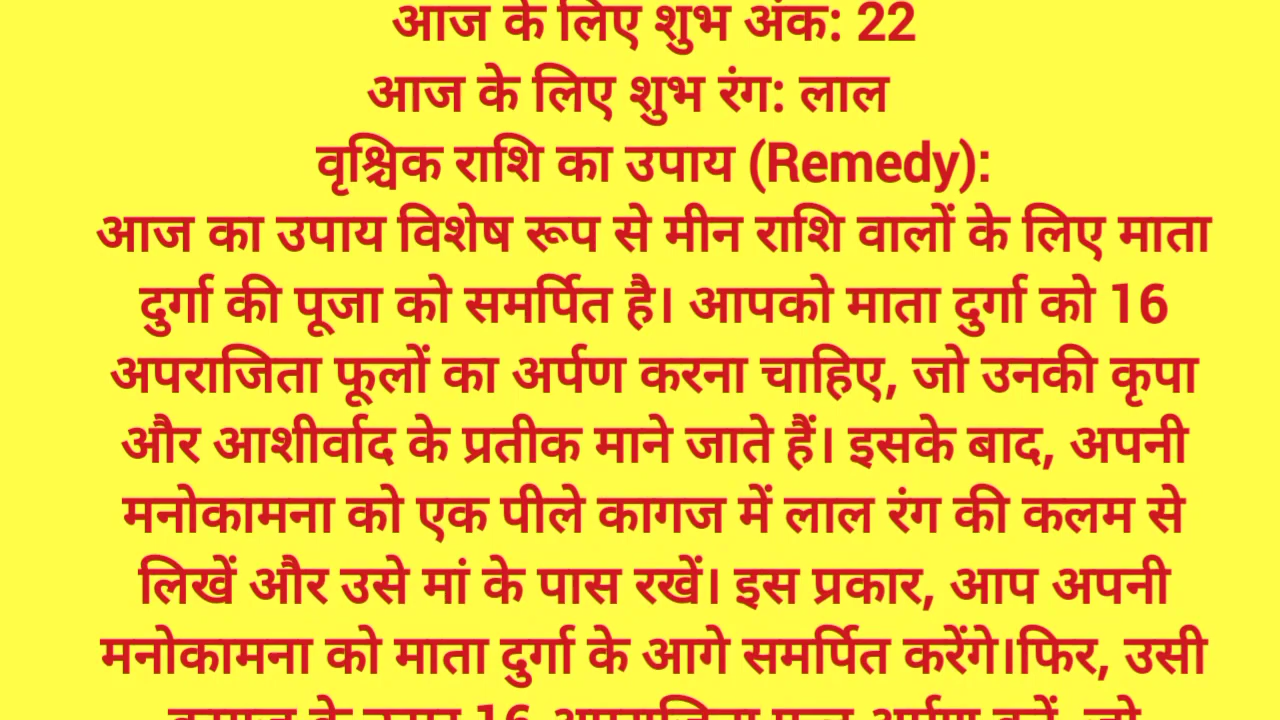 आज के लिए शुभ अंक: 22
आज के लिए शुभ रंग: लाल
वृश्चिक राशि का उपाय (Remedy):
आज का उपाय विशेष रूप से मीन राशि वालों के लिए माता
दुर्गा की पूजा को समर्पित है। आपको माता दुर्गा को 16
अपराजिता फूलों का अर्पण करना चाहिए, जो उनकी कृपा
और आशीर्वाद के प्रतीक माने जाते हैं। इसके बाद, अपनी
मनोकामना को एक पीले कागज में लाल रंग की कलम से
लिखें और उसे मां के पास रखें। इस प्रकार, आप अपनी
मनोकामना को माता दुर्गा के आगे समर्पित करेंगे।फिर, उसी